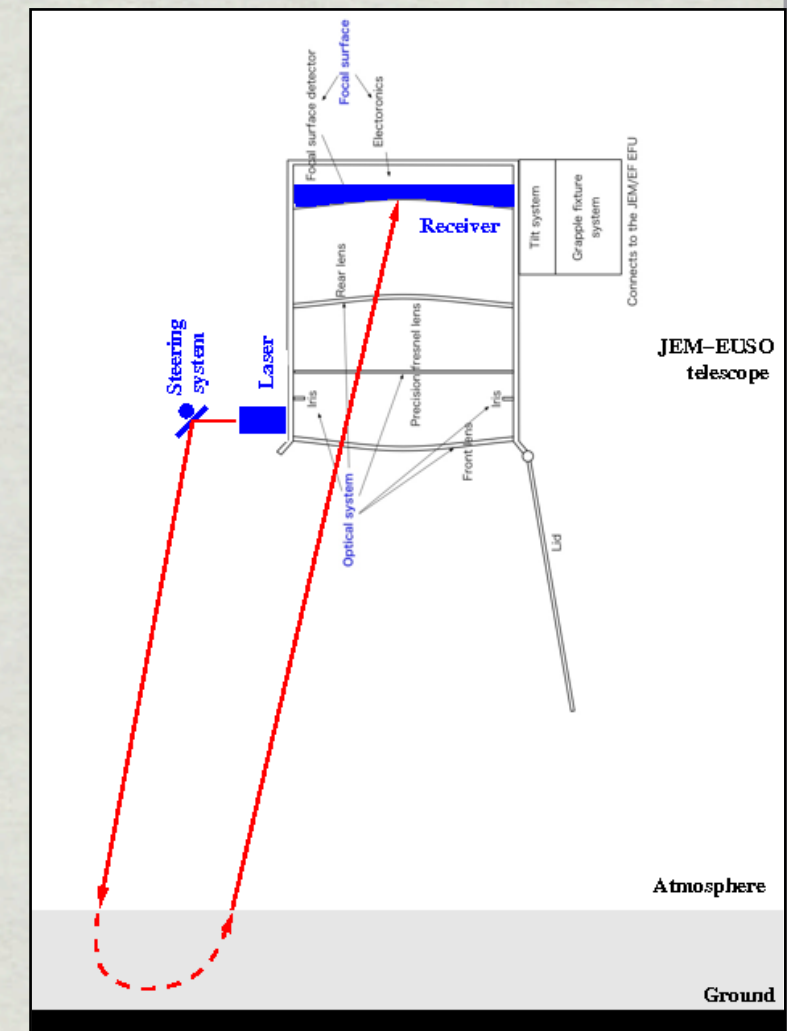 Focal surface detector
Focal surface
Electoronics
Receiver
Tilt system
Grapple fixture
system
Connects to the JEM/EF EFU
Rear lens
Steering
system
Laser
Iris
Precision fresnel lens
Iris
Front lens
Optical system
JEM–EUSO
telescope
Lid
Atmosphere
Ground